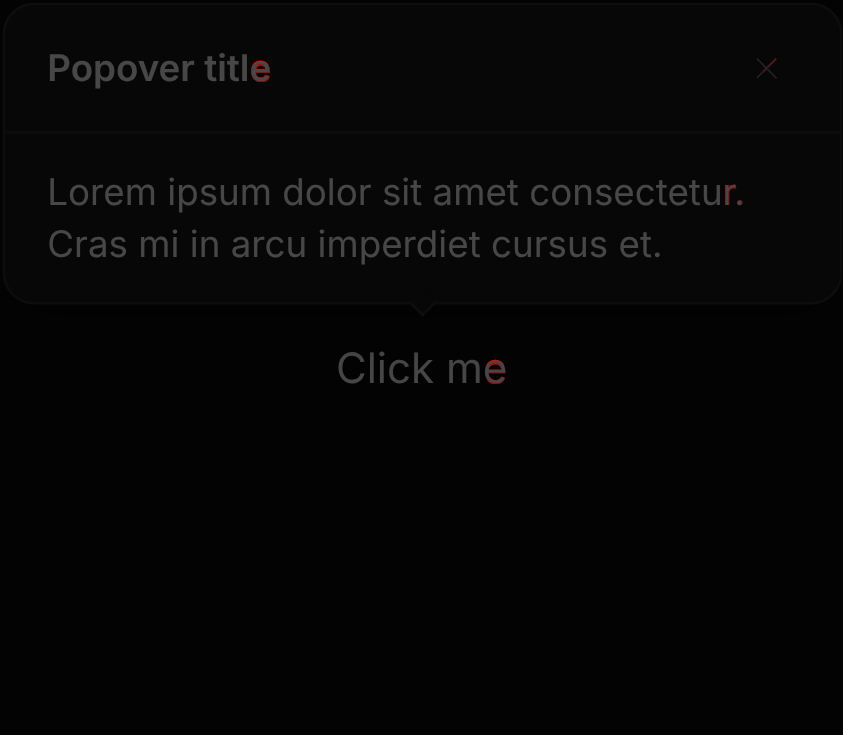 Popover title
Lorem ipsum dolor sit amet consectetur.
Cras mi in arcu imperdiet cursus et.
Click me